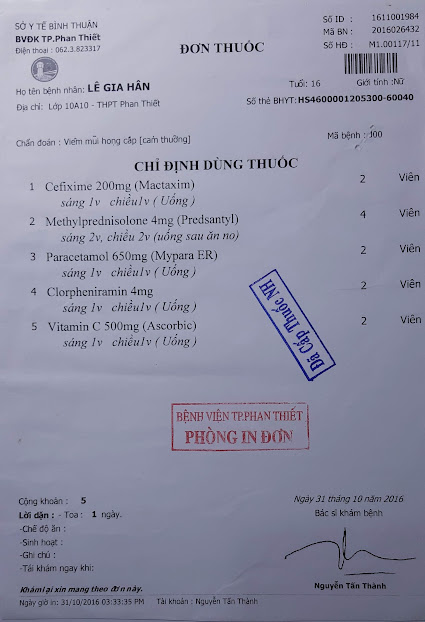 SỞ Y TẾ BÌNH THUẬN
BVĐK TP.Phan Thiết
Điện thoại : 062.3.823317
ĐƠN THUỐC
Số ID : 1611001984
Mã BN : 2016026432
Số HĐ : M1.00117/11
Họ tên bệnh nhân: LÊ GIA HÂN
Tuổi: 16 Giới tính :Nữ
Địa chỉ: Lớp 10A10 - THPT Phan Thiết
Số thẻ BHYT:HS4600001205300-60040
Chẩn đoán : Viêm mũi họng cấp [cảm thường]
Mã bệnh : J00
CHỈ ĐỊNH DÙNG THUỐC
1 Cefixime 200mg (Mactaxim) 2 Viên
sáng 1v chiều1v ( Uống )
2 Methylprednisolone 4mg (Predsantyl) 4 Viên
sáng 2v, chiều 2v (uống sau ăn no)
3 Paracetamol 650mg (Mypara ER) 2 Viên
sáng 1v chiều1v ( Uống )
4 Clorpheniramin 4mg 2 Viên
sáng 1v chiều1v ( Uống )
5 Vitamin C 500mg (Ascorbic) 2 Viên
sáng 1v chiều1v ( Uống )
Đã Cấp Thuốc NH
BỆNH VIỆN TP.PHAN THIẾT
PHÒNG IN ĐƠN
Cộng khoản : 5
Lời dặn : - Toa : 1 ngày.
-Chế độ ăn :
-Sinh hoạt :
-Ghi chú :
-Tái khám ngay khi:
Ngày 31 tháng 10 năm 2016
Bác sĩ khám bệnh
Nguyễn Tấn Thành
Khám lại xin mang theo đơn này.
Ngày giờ in: 31/10/2016 03:33:35 PM Tài khoản : Nguyễn Tấn Thành